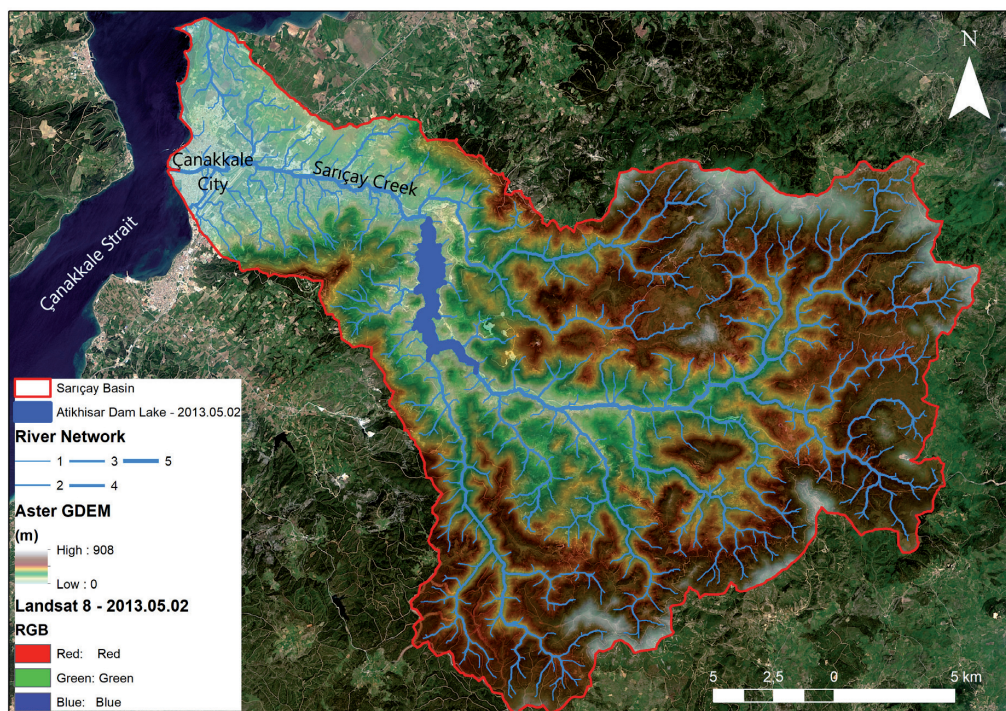 N
Çanakkale
City
Sarıçay Creek
Çanakkale Strait
Sarıçay Basin
Atikhisar Dam Lake - 2013.05.02
River Network
1 3 5
2 4
Aster GDEM
(m)
High : 908
Low : 0
Landsat 8 - 2013.05.02
RGB
Red: Red
Green: Green
Blue: Blue
5 2,5 0 5 km